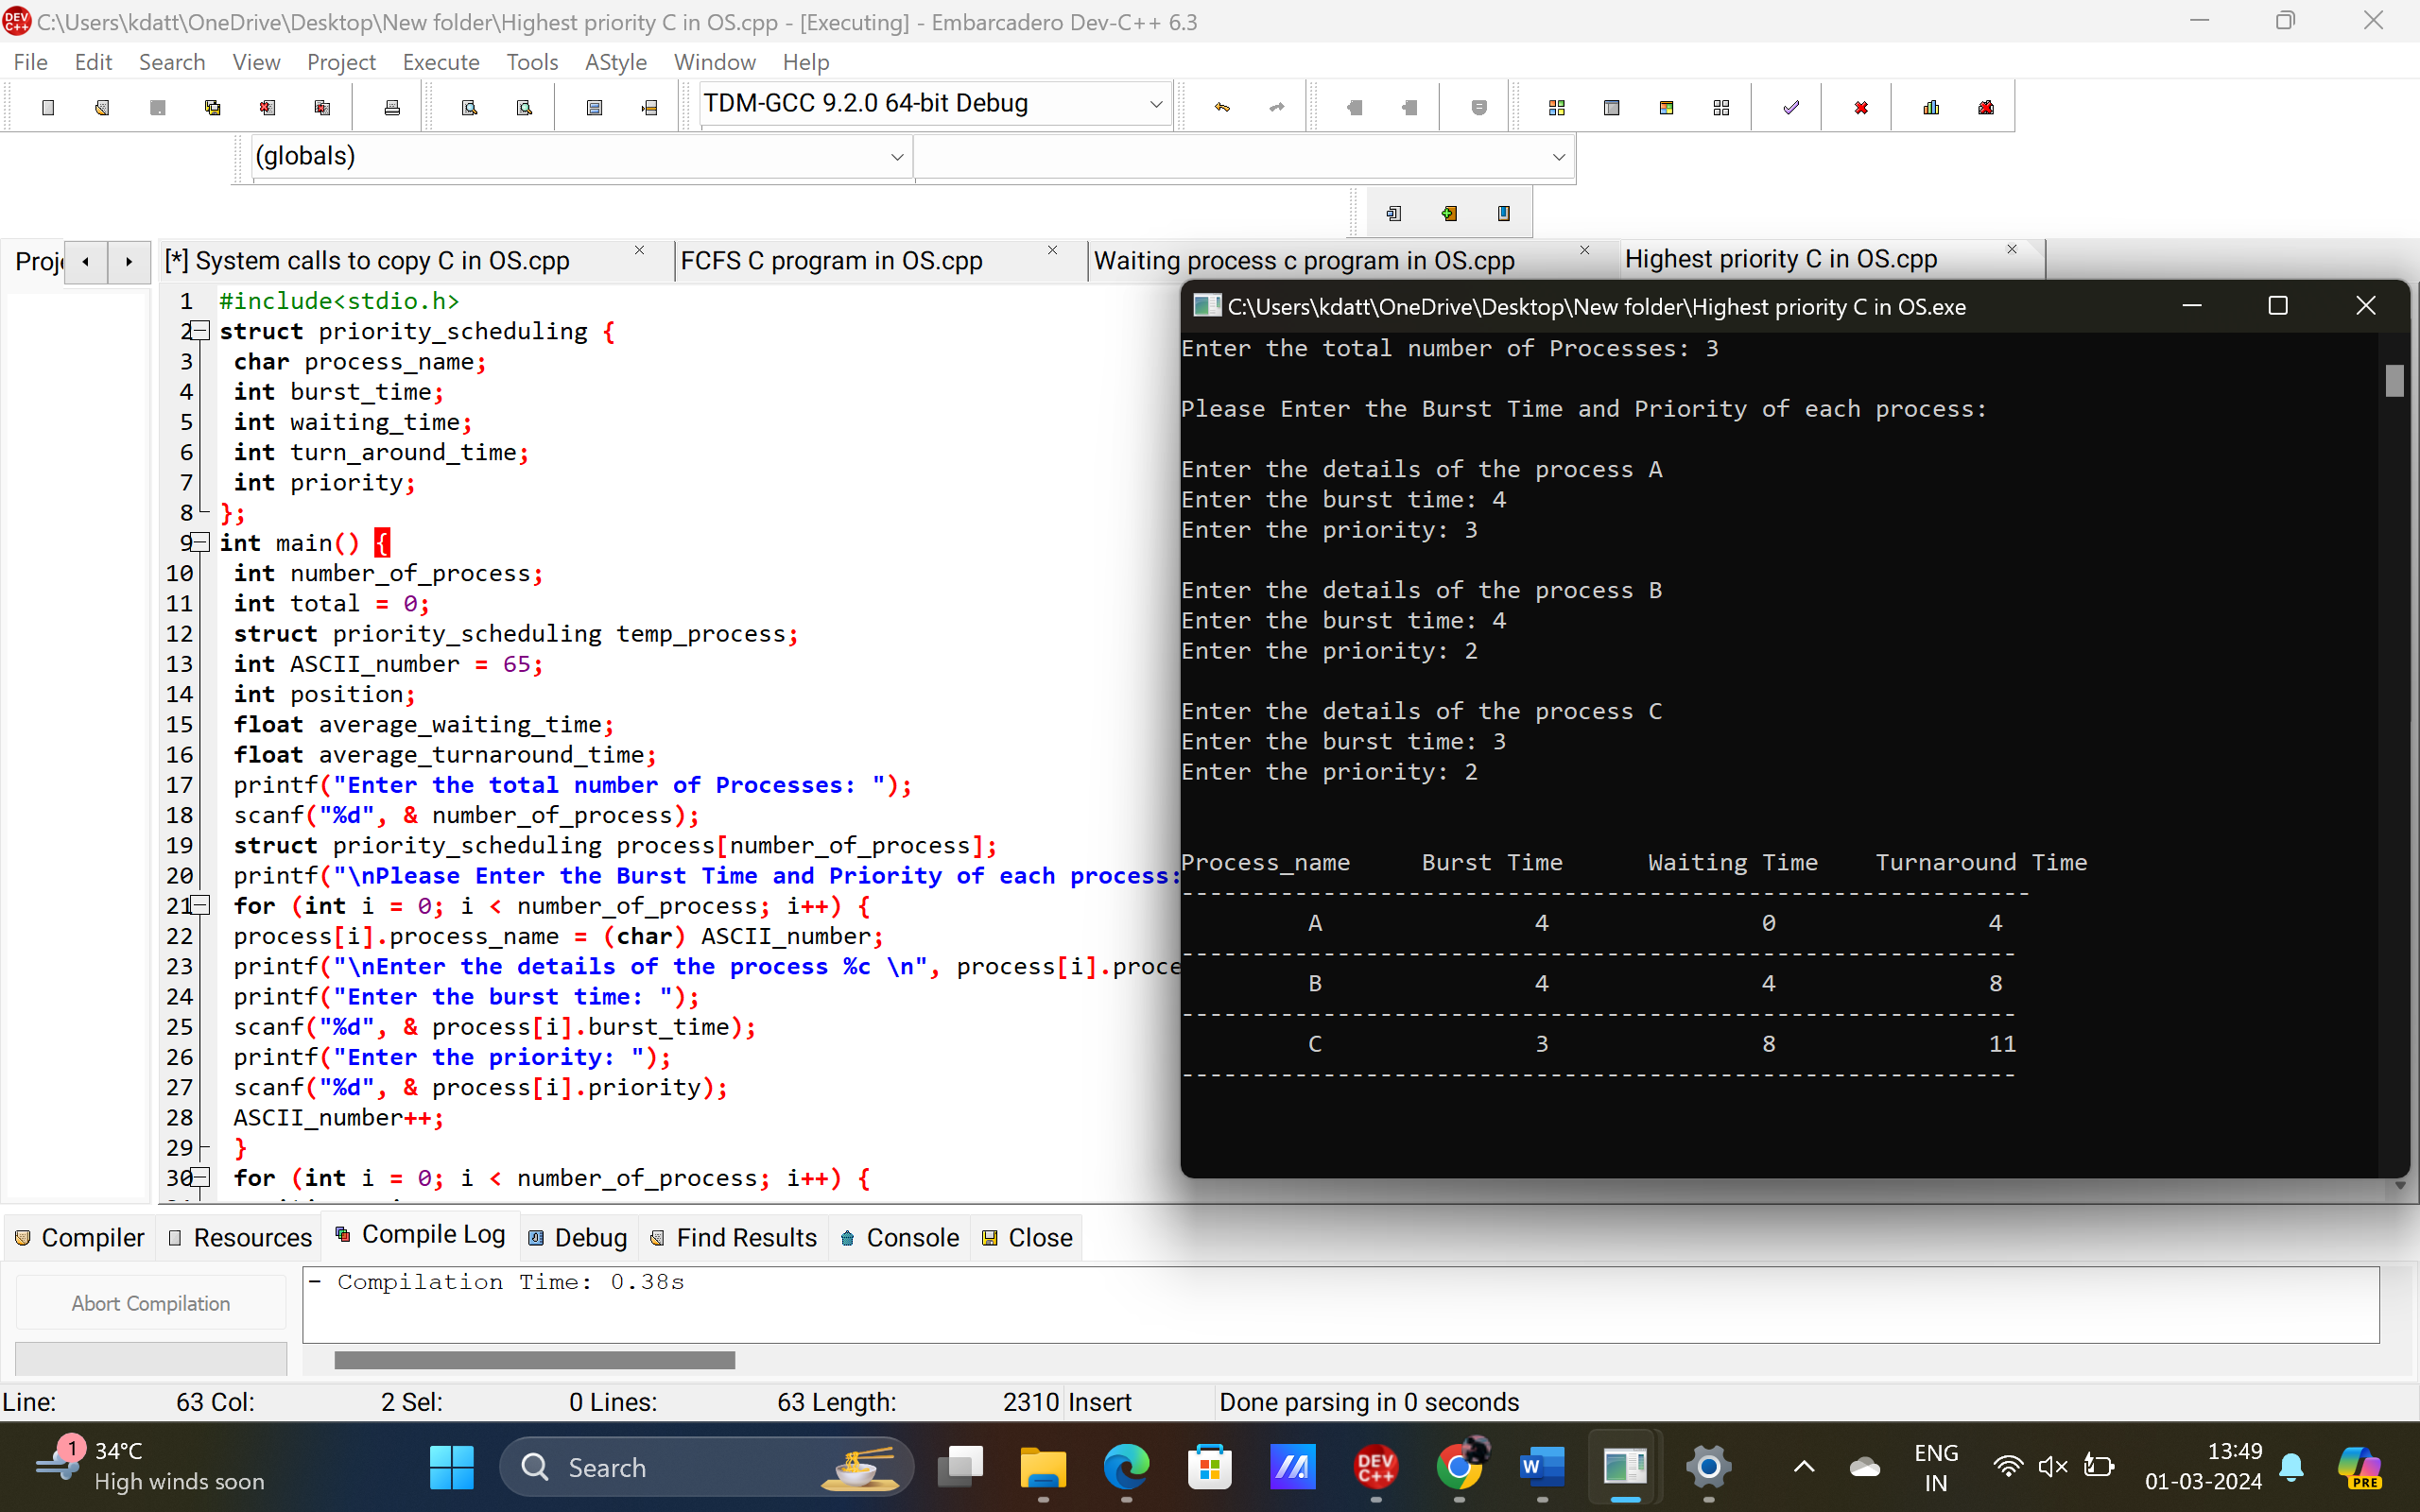 C:\Users\kdatt\OneDrive\Desktop\New folder\Highest priority C in OS.cpp - [Executing] - Embarcadero Dev-C++ 6.3
File Edit Search View Project Execute Tools AStyle Window Help
TDM-GCC 9.2.0 64-bit Debug
(globals)
Proj
[*] System calls to copy C in OS.cpp
FCFS C program in OS.cpp
Waiting process c program in OS.cpp
Highest priority C in OS.cpp
1 #include<stdio.h>
2 struct priority_scheduling {
3 char process_name;
4 int burst_time;
5 int waiting_time;
6 int turn_around_time;
7 int priority;
8 };
9 int main() {
10 int number_of_process;
11 int total = 0;
12 struct priority_scheduling temp_process;
13 int ASCII_number = 65;
14 int position;
15 float average_waiting_time;
16 float average_turnaround_time;
17 printf("Enter the total number of Processes: ");
18 scanf("%d", & number_of_process);
19 struct priority_scheduling process[number_of_process];
20 printf("\nPlease Enter the Burst Time and Priority of each process:
21 for (int i = 0; i < number_of_process; i++) {
22 process[i].process_name = (char) ASCII_number;
23 printf("\nEnter the details of the process %c \n", process[i].proce
24 printf("Enter the burst time: ");
25 scanf("%d", & process[i].burst_time);
26 printf("Enter the priority: ");
27 scanf("%d", & process[i].priority);
28 ASCII_number++;
29 }
30 for (int i = 0; i < number_of_process; i++) {
C:\Users\kdatt\OneDrive\Desktop\New folder\Highest priority C in OS.exe
Enter the total number of Processes: 3
Please Enter the Burst Time and Priority of each process:
Enter the details of the process A
Enter the burst time: 4
Enter the priority: 3
Enter the details of the process B
Enter the burst time: 4
Enter the priority: 2
Enter the details of the process C
Enter the burst time: 3
Enter the priority: 2
Process_name Burst Time Waiting Time Turnaround Time
------------------------------------------------------------
A 4 0 4
-----------------------------------------------------------
B 4 4 8
-----------------------------------------------------------
C 3 8 11
-----------------------------------------------------------
Compiler Resources Compile Log Debug Find Results Console Close
Abort Compilation
- Compilation Time: 0.38s
Line: 63 Col: 2 Sel: 0 Lines: 63 Length: 2310 Insert Done parsing in 0 seconds
1
34°C
High winds soon
Search
DEV C++
W
PRE
ENG
IN
13:49
01-03-2024